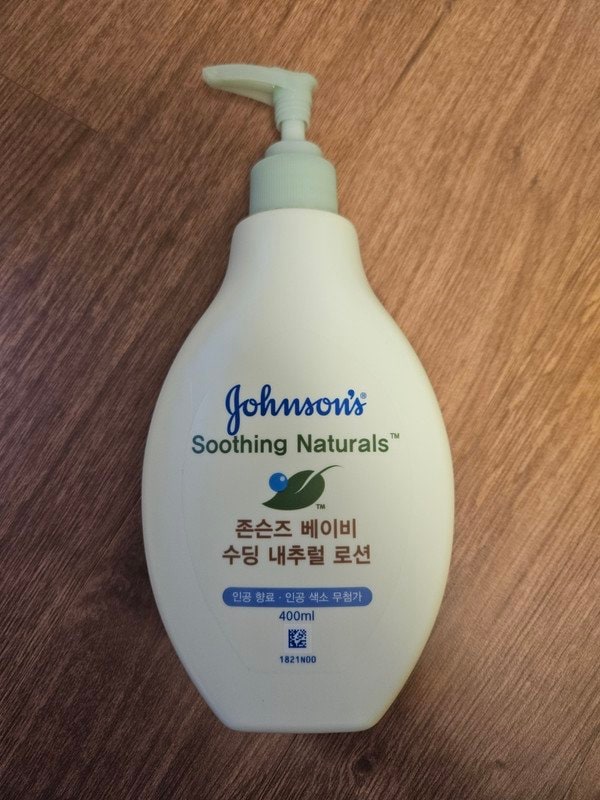 Johnson's®
Soothing Naturals™
TM
존슨즈 베이비
수딩 내추럴 로션
인공 향료 · 인공 색소 무첨가
400ml
1821N00